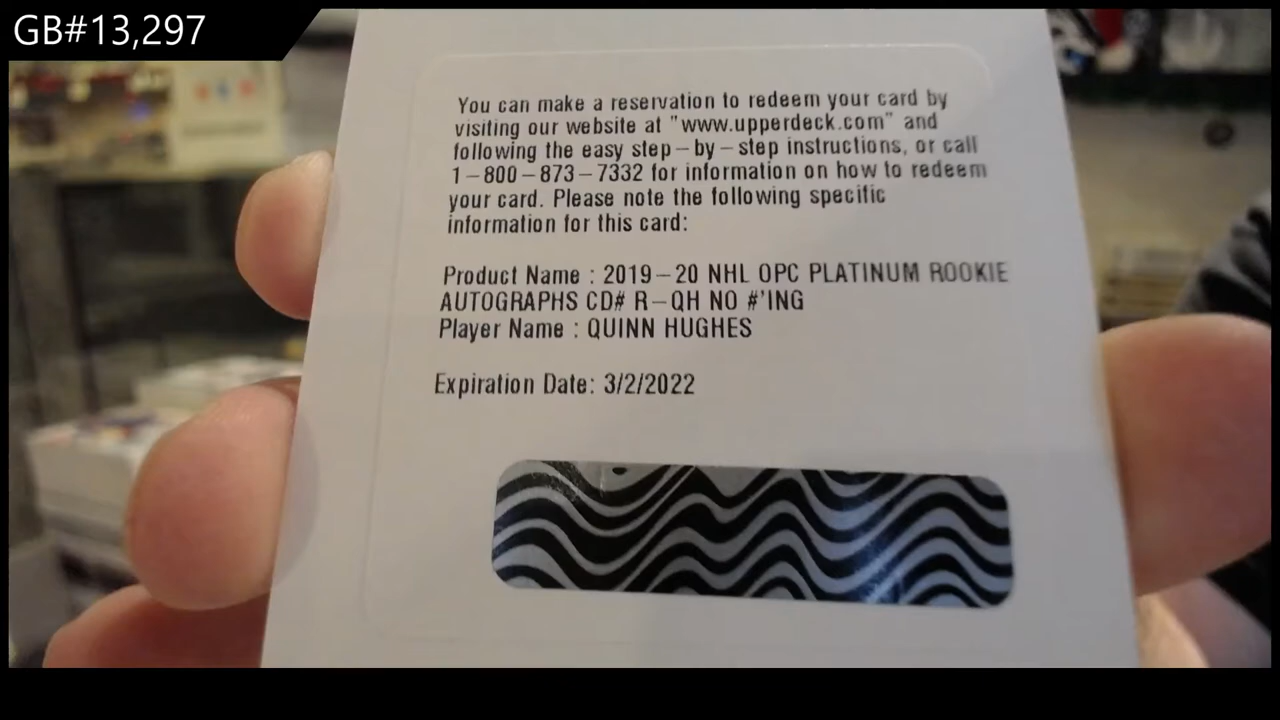 GB#13,297
You can make a reservation to redeem your card by
visiting our website at "www.upperdeck.com" and
following the easy step–by–step instructions, or call
1–800–873–7332 for information on how to redeem
your card. Please note the following specific
information for this card:
Product Name : 2019–20 NHL OPC PLATINUM ROOKIE
AUTOGRAPHS CD# R–QH NO #'ING
Player Name : QUINN HUGHES
Expiration Date: 3/2/2022